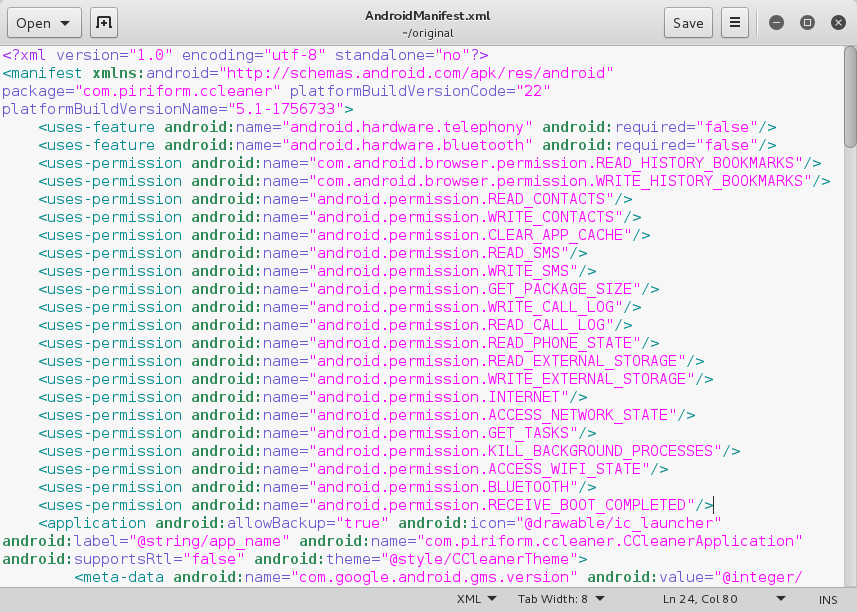 Open
AndroidManifest.xml
~/original
Save
<?xml version="1.0" encoding="utf-8" standalone="no"?>
<manifest xmlns:android="http://schemas.android.com/apk/res/android"
package="com.piriform.ccleaner" platformBuildVersionCode="22"
platformBuildVersionName="5.1-1756733">
    <uses-feature android:name="android.hardware.telephony" android:required="false"/>
    <uses-feature android:name="android.hardware.bluetooth" android:required="false"/>
    <uses-permission android:name="com.android.browser.permission.READ_HISTORY_BOOKMARKS"/>
    <uses-permission android:name="com.android.browser.permission.WRITE_HISTORY_BOOKMARKS"/>
    <uses-permission android:name="android.permission.READ_CONTACTS"/>
    <uses-permission android:name="android.permission.WRITE_CONTACTS"/>
    <uses-permission android:name="android.permission.CLEAR_APP_CACHE"/>
    <uses-permission android:name="android.permission.READ_SMS"/>
    <uses-permission android:name="android.permission.WRITE_SMS"/>
    <uses-permission android:name="android.permission.GET_PACKAGE_SIZE"/>
    <uses-permission android:name="android.permission.WRITE_CALL_LOG"/>
    <uses-permission android:name="android.permission.READ_CALL_LOG"/>
    <uses-permission android:name="android.permission.READ_PHONE_STATE"/>
    <uses-permission android:name="android.permission.READ_EXTERNAL_STORAGE"/>
    <uses-permission android:name="android.permission.WRITE_EXTERNAL_STORAGE"/>
    <uses-permission android:name="android.permission.INTERNET"/>
    <uses-permission android:name="android.permission.ACCESS_NETWORK_STATE"/>
    <uses-permission android:name="android.permission.GET_TASKS"/>
    <uses-permission android:name="android.permission.KILL_BACKGROUND_PROCESSES"/>
    <uses-permission android:name="android.permission.ACCESS_WIFI_STATE"/>
    <uses-permission android:name="android.permission.BLUETOOTH"/>
    <uses-permission android:name="android.permission.RECEIVE_BOOT_COMPLETED"/>
    <application android:allowBackup="true" android:icon="@drawable/ic_launcher"
android:label="@string/app_name" android:name="com.piriform.ccleaner.CCleanerApplication"
android:supportsRtl="false" android:theme="@style/CCleanerTheme">
        <meta-data android:name="com.google.android.gms.version" android:value="@integer/
XML Tab Width: 8 Ln 24, Col 80 INS